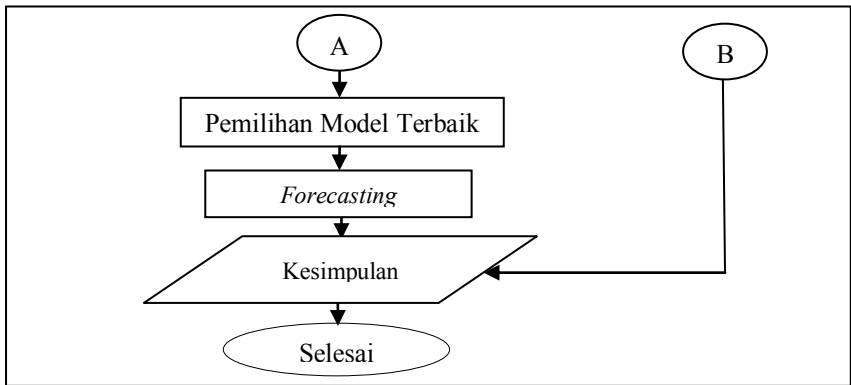 A
B
Pemilihan Model Terbaik
Forecasting
Kesimpulan
Selesai